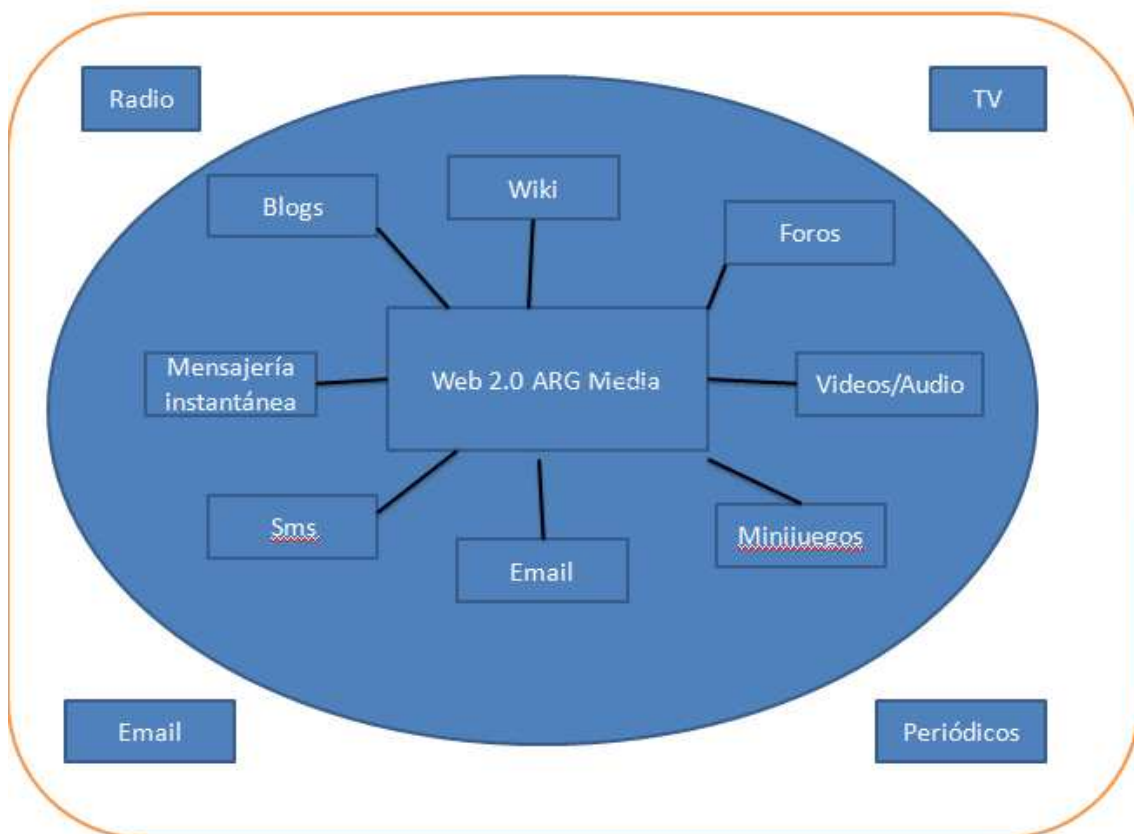 Radio
TV
Wiki
Blogs
Foros
Mensajería
instantánea
Web 2.0 ARG Media
Videos/Audio
Sms
Minijuegos
Email
Email
Periódicos